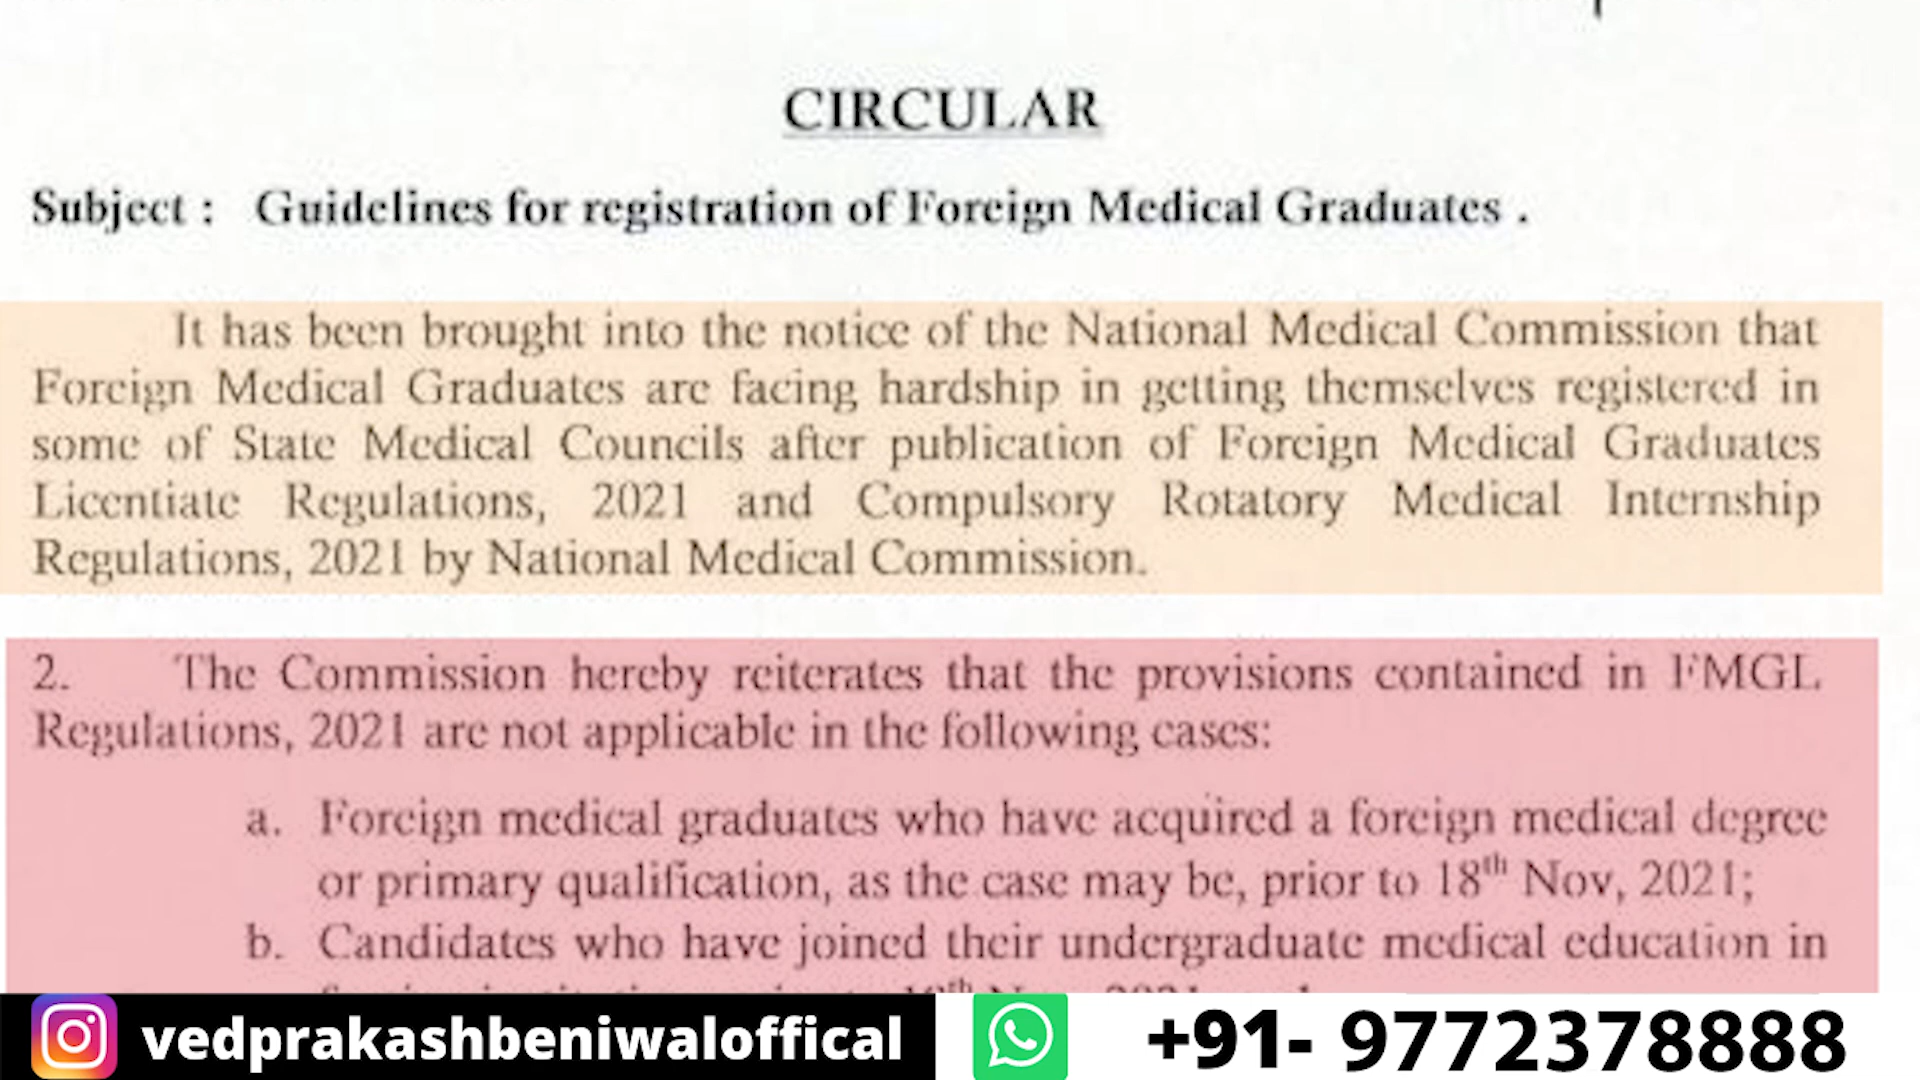 CIRCULAR
Subject : Guidelines for registration of Foreign Medical Graduates .
It has been brought into the notice of the National Medical Commission that
Foreign Medical Graduates are facing hardship in getting themselves registered in
some of State Medical Councils after publication of Foreign Medical Graduates
Licentiate Regulations, 2021 and Compulsory Rotatory Medical Internship
Regulations, 2021 by National Medical Commission.
2. The Commission hereby reiterates that the provisions contained in FMGL
Regulations, 2021 are not applicable in the following cases:
a. Foreign medical graduates who have acquired a foreign medical degree
or primary qualification, as the case may be, prior to 18th Nov, 2021;
b. Candidates who have joined their undergraduate medical education in
vedprakashbeniwaloffical
+91- 9772378888